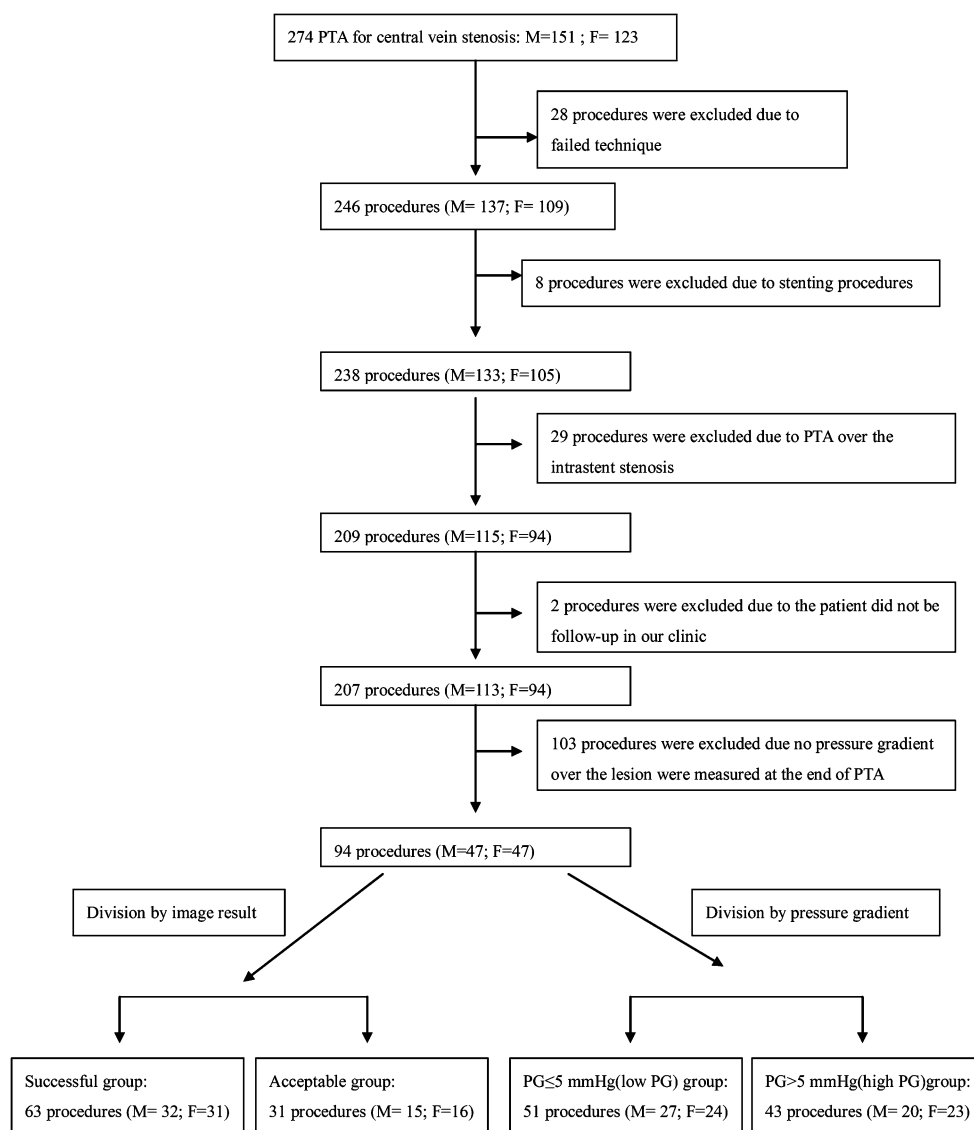 274 PTA for central vein stenosis: M=151 ; F= 123
28 procedures were excluded due to
failed technique
246 procedures (M= 137; F= 109)
8 procedures were excluded due to stenting procedures
238 procedures (M=133; F=105)
29 procedures were excluded due to PTA over the
intrastent stenosis
209 procedures (M=115; F=94)
2 procedures were excluded due to the patient did not be
follow-up in our clinic
207 procedures (M=113; F=94)
103 procedures were excluded due no pressure gradient
over the lesion were measured at the end of PTA
94 procedures (M=47; F=47)
Division by image result
Division by pressure gradient
Successful group:
63 procedures (M= 32; F=31)
Acceptable group:
31 procedures (M= 15; F=16)
PG≤5 mmHg(low PG) group:
51 procedures (M= 27; F=24)
PG>5 mmHg(high PG)group:
43 procedures (M= 20; F=23)